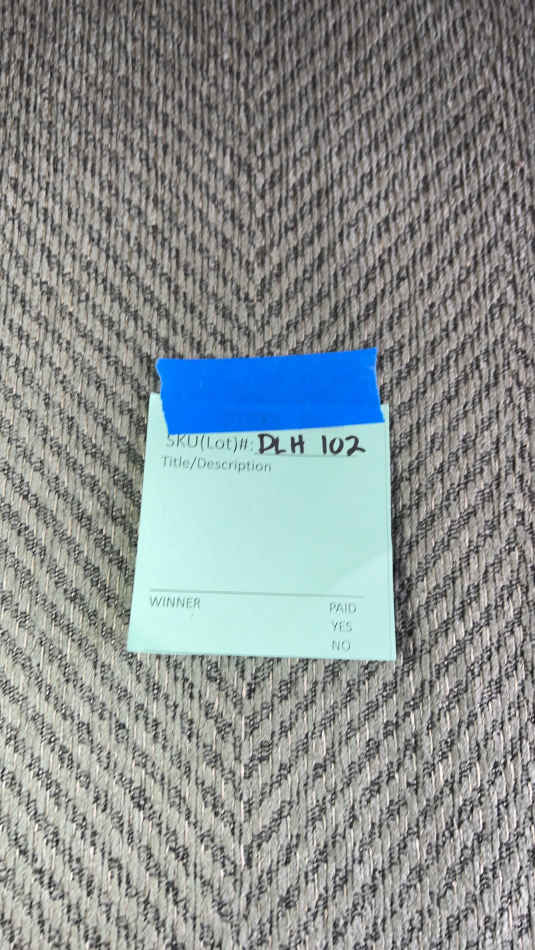 SKU(Lot)#: DLH 102
Title/Description
WINNER
PAID
YES
NO